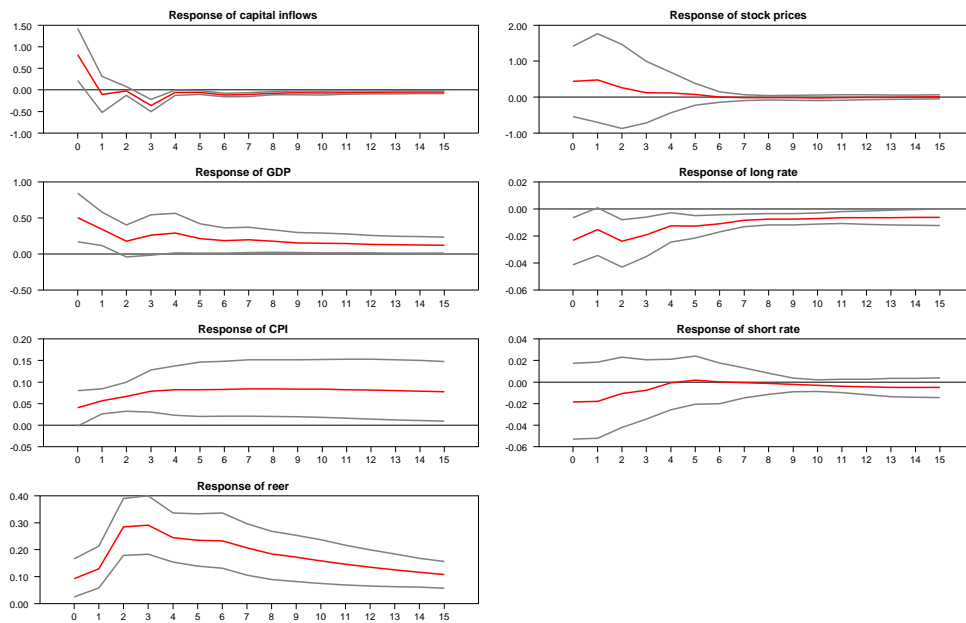 Response of capital inflows
1.50
1.00
0.50
0.00
-0.50
-1.00
0 1 2 3 4 5 6 7 8 9 10 11 12 13 14 15
Response of stock prices
2.00
1.00
0.00
-1.00
0 1 2 3 4 5 6 7 8 9 10 11 12 13 14 15
Response of GDP
1.00
0.50
0.00
-0.50
0 1 2 3 4 5 6 7 8 9 10 11 12 13 14 15
Response of long rate
0.02
0.00
-0.02
-0.04
-0.06
0 1 2 3 4 5 6 7 8 9 10 11 12 13 14 15
Response of CPI
0.20
0.15
0.10
0.05
0.00
-0.05
0 1 2 3 4 5 6 7 8 9 10 11 12 13 14 15
Response of short rate
0.04
0.02
0.00
-0.02
-0.04
-0.06
0 1 2 3 4 5 6 7 8 9 10 11 12 13 14 15
Response of reer
0.40
0.30
0.20
0.10
0.00
0 1 2 3 4 5 6 7 8 9 10 11 12 13 14 15